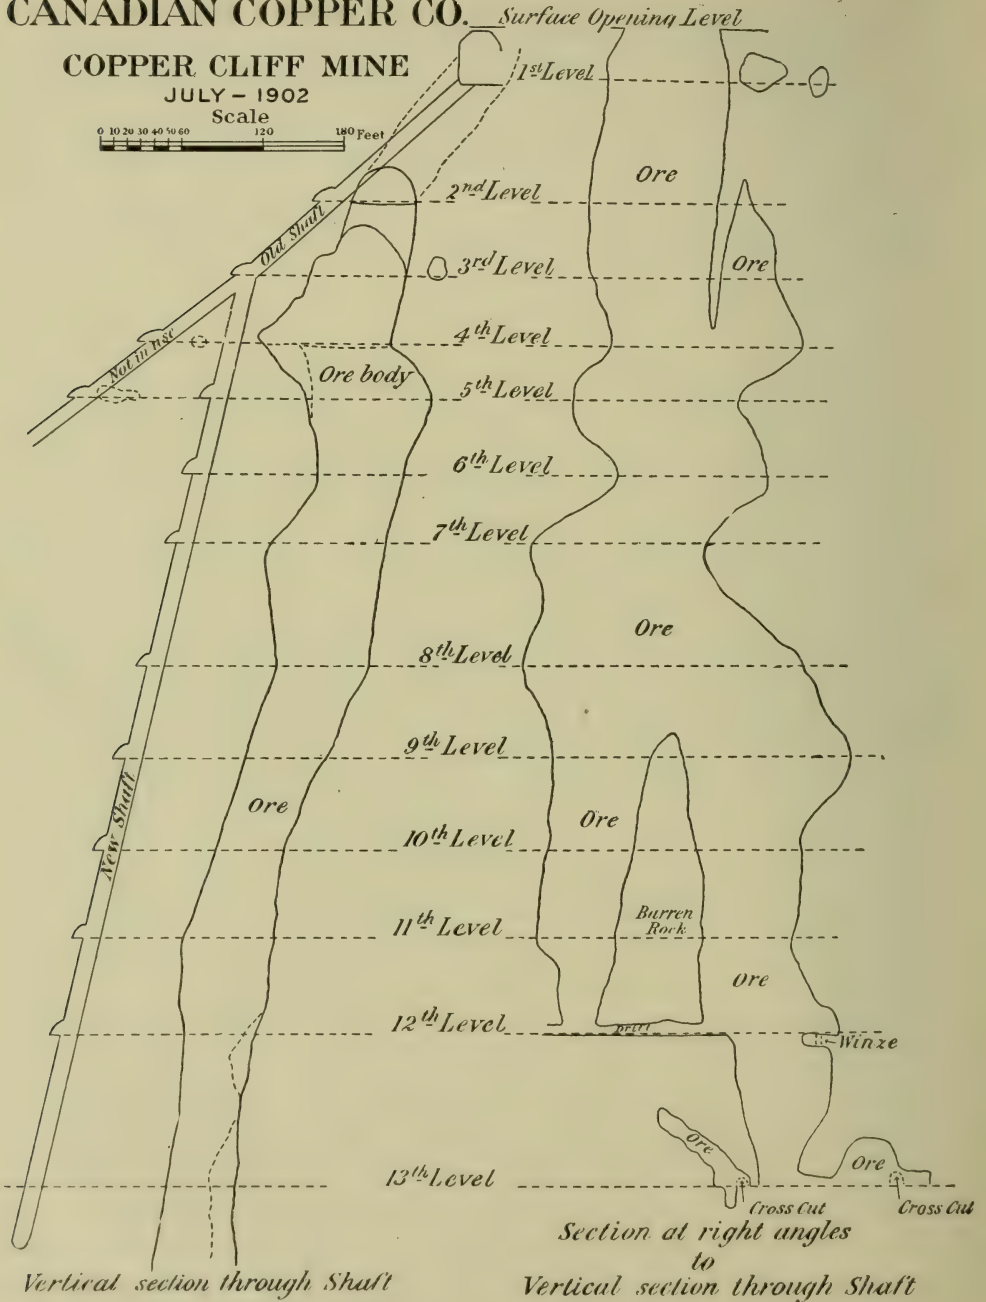 CANADIAN COPPER CO.
Surface Opening Level
COPPER CLIFF MINE
JULY - 1902
Scale
0 10 20 30 40 50 60 120 180 Feet
1st Level
2nd Level
Ore
Old Shaft
3rd Level
Ore
Not in use
4th Level
Ore body
5th Level
6th Level
7th Level
Ore
8th Level
9th Level
New Shaft
Ore
Ore
10th Level
Barren
Rock
11th Level
Ore
12th Level
Drift
Winze
Ore
Ore
13th Level
Cross Cut
Cross Cut
Section at right angles
to
Vertical section through Shaft
Vertical section through Shaft